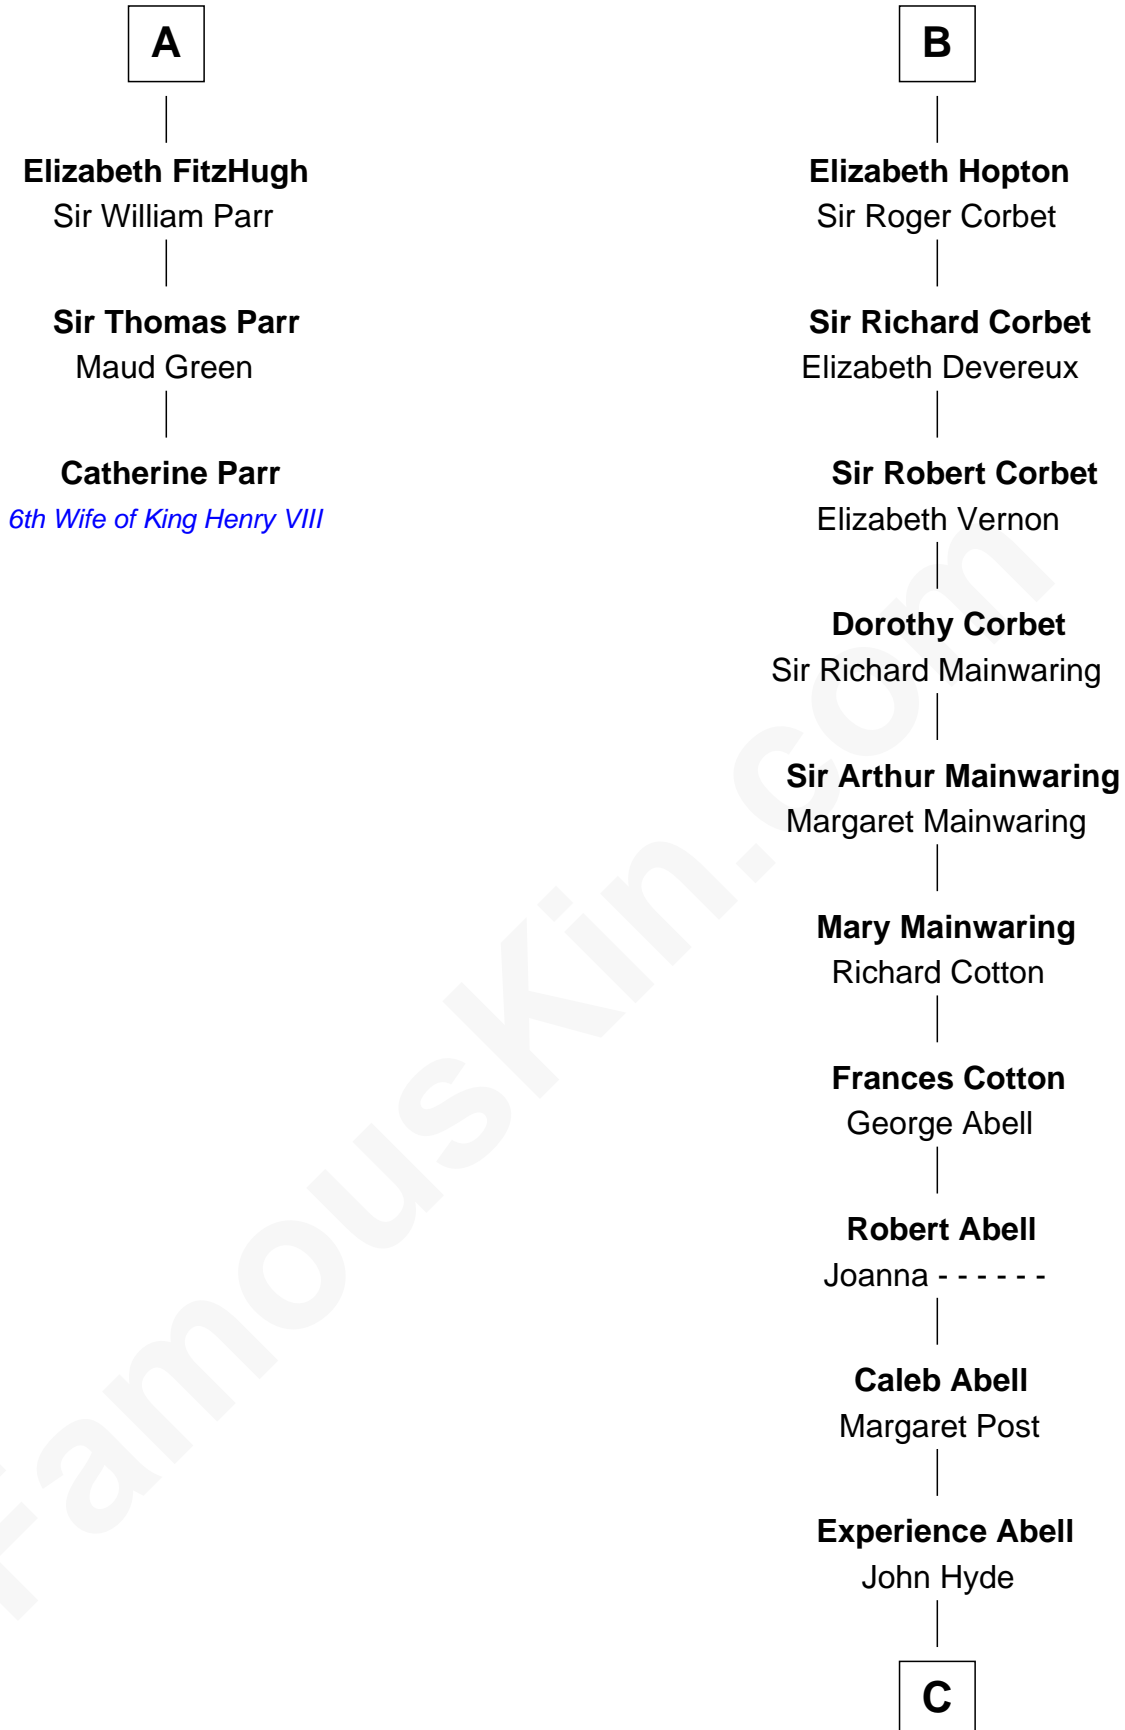 A
Elizabeth FitzHugh
Sir William Parr
Sir Thomas Parr
Maud Green
Catherine Parr
6th Wife of King Henry VIII
B
Elizabeth Hopton
Sir Roger Corbet
Sir Richard Corbet
Elizabeth Devereux
Sir Robert Corbet
Elizabeth Vernon
Dorothy Corbet
Sir Richard Mainwaring
Sir Arthur Mainwaring
Margaret Mainwaring
Mary Mainwaring
Richard Cotton
Frances Cotton
George Abell
Robert Abell
Joanna - - - - - -
Caleb Abell
Margaret Post
Experience Abell
John Hyde
C
FamousKin.com